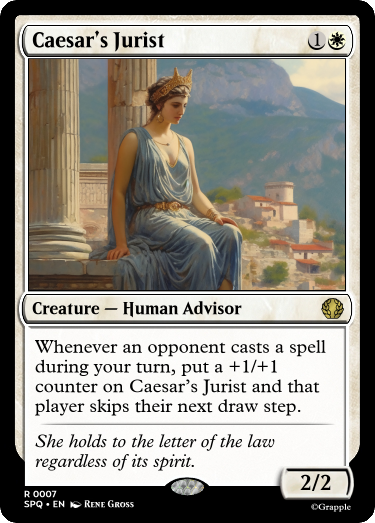 Caesar's Jurist
1
Creature — Human Advisor
Whenever an opponent casts a spell
during your turn, put a +1/+1
counter on Caesar's Jurist and that
player skips their next draw step.
She holds to the letter of the law
regardless of its spirit.
2/2
R 0007
SPQ • EN René Gross
©Grapple